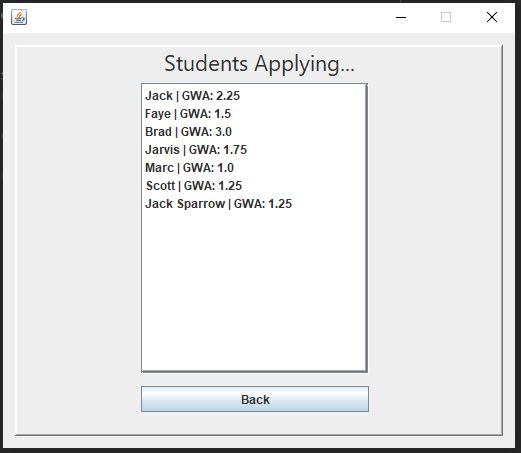 Students Applying...
Jack | GWA: 2.25
Faye | GWA: 1.5
Brad | GWA: 3.0
Jarvis | GWA: 1.75
Marc | GWA: 1.0
Scott | GWA: 1.25
Jack Sparrow | GWA: 1.25
Back